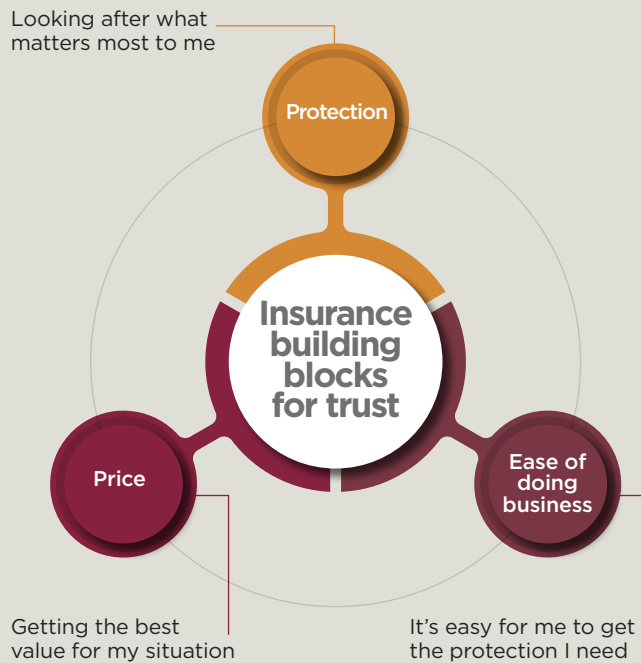 Looking after what
matters most to me
Protection
Insurance
building
blocks
for trust
Price
Ease of
doing
business
Getting the best
value for my situation
It's easy for me to get
the protection I need